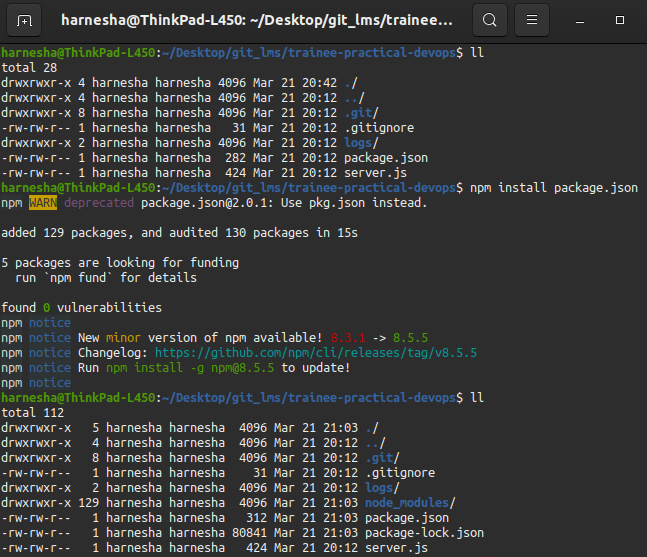 harnesha@ThinkPad-L450: ~/Desktop/git_lms/trainee...
harnesha@ThinkPad-L450:~/Desktop/git_lms/trainee-practical-devops$ ll
total 28
drwxrwxr-x 4 harnesha harnesha 4096 Mar 21 20:42 ./
drwxrwxr-x 4 harnesha harnesha 4096 Mar 21 20:12 ../
drwxrwxr-x 8 harnesha harnesha 4096 Mar 21 20:12 .git/
-rw-rw-r-- 1 harnesha harnesha   31 Mar 21 20:12 .gitignore
drwxrwxr-x 2 harnesha harnesha 4096 Mar 21 20:12 logs/
-rw-rw-r-- 1 harnesha harnesha  282 Mar 21 20:12 package.json
-rw-rw-r-- 1 harnesha harnesha  424 Mar 21 20:12 server.js
harnesha@ThinkPad-L450:~/Desktop/git_lms/trainee-practical-devops$ npm install package.json
npm WARN deprecated package.json@2.0.1: Use pkg.json instead.
added 129 packages, and audited 130 packages in 15s
5 packages are looking for funding
  run `npm fund` for details
found 0 vulnerabilities
npm notice
npm notice New minor version of npm available! 8.3.1 -> 8.5.5
npm notice Changelog: https://github.com/npm/cli/releases/tag/v8.5.5
npm notice Run npm install -g npm@8.5.5 to update!
npm notice
harnesha@ThinkPad-L450:~/Desktop/git_lms/trainee-practical-devops$ ll
total 112
drwxrwxr-x   5 harnesha harnesha  4096 Mar 21 21:03 ./
drwxrwxr-x   4 harnesha harnesha  4096 Mar 21 20:12 ../
drwxrwxr-x   8 harnesha harnesha  4096 Mar 21 20:12 .git/
-rw-rw-r--   1 harnesha harnesha    31 Mar 21 20:12 .gitignore
drwxrwxr-x   2 harnesha harnesha  4096 Mar 21 20:12 logs/
drwxrwxr-x 129 harnesha harnesha  4096 Mar 21 21:03 node_modules/
-rw-rw-r--   1 harnesha harnesha   312 Mar 21 21:03 package.json
-rw-rw-r--   1 harnesha harnesha 80841 Mar 21 21:03 package-lock.json
-rw-rw-r--   1 harnesha harnesha   424 Mar 21 20:12 server.js